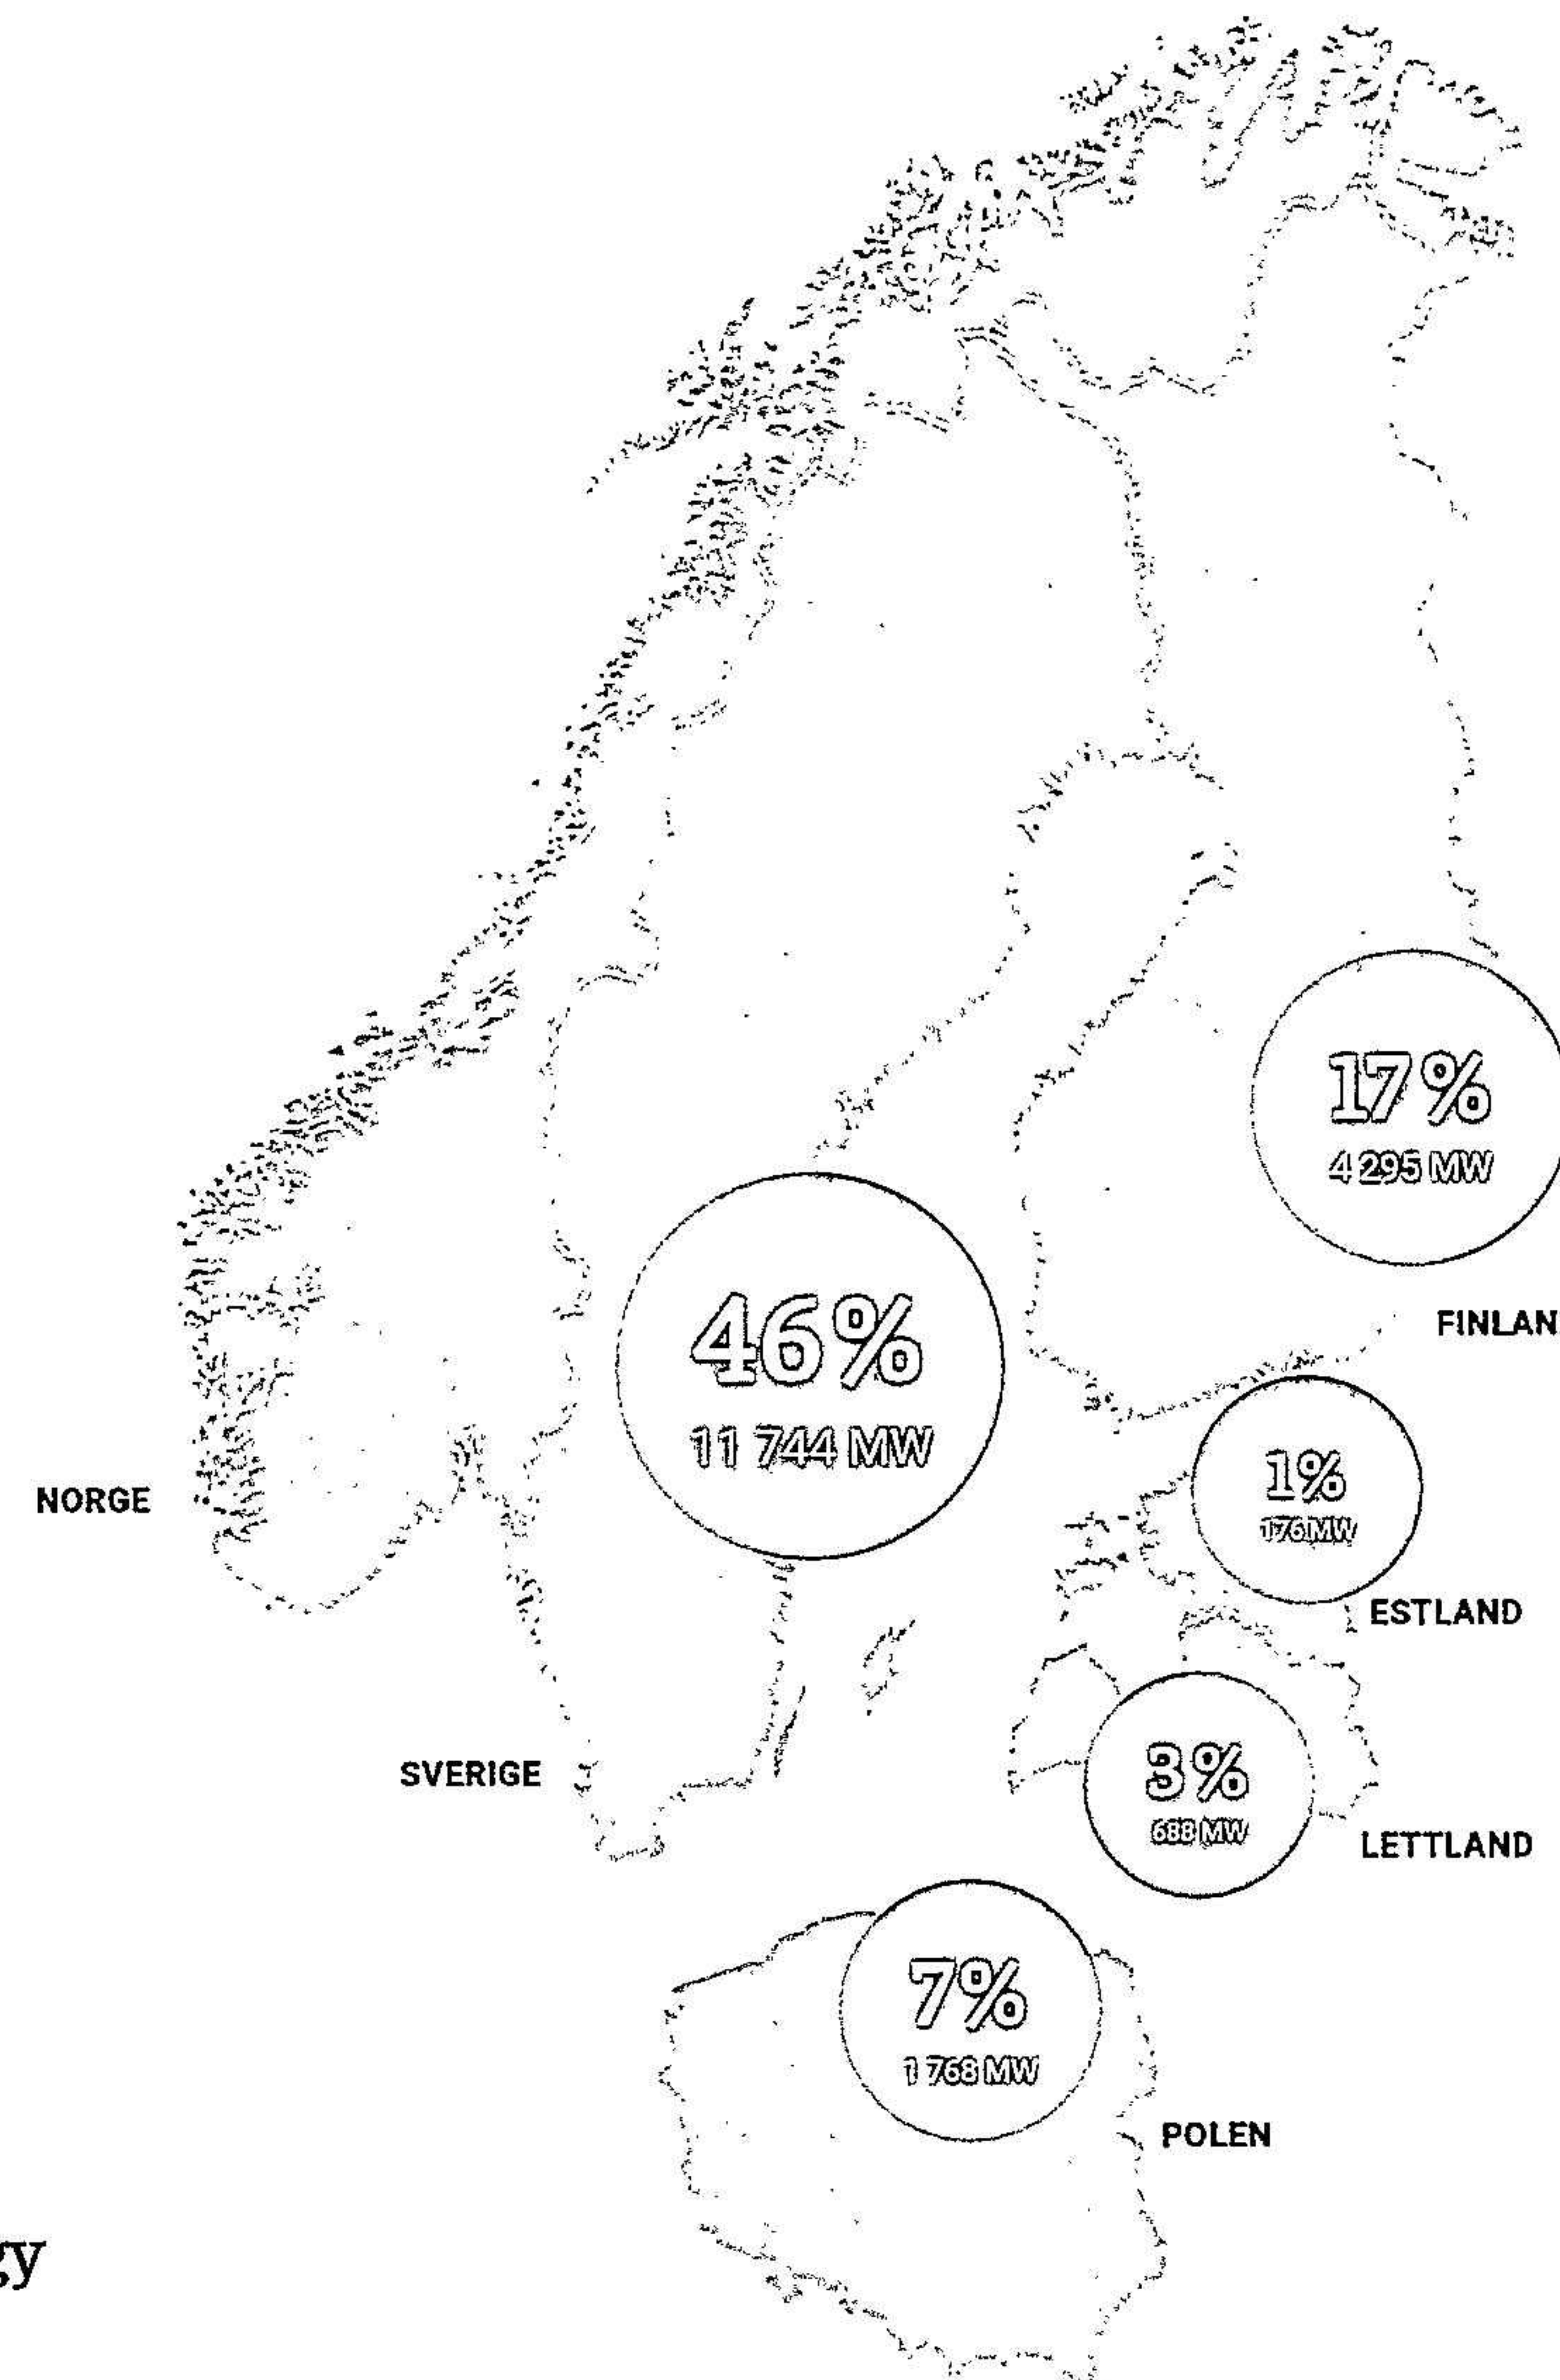 17%
4 295 MW
FINLAN
46%
11 744 MW
1%
176 MW
NORGE
ESTLAND
3%
688 MW
SVERIGE
LETTLAND
7%
1 768 MW
POLEN
gy